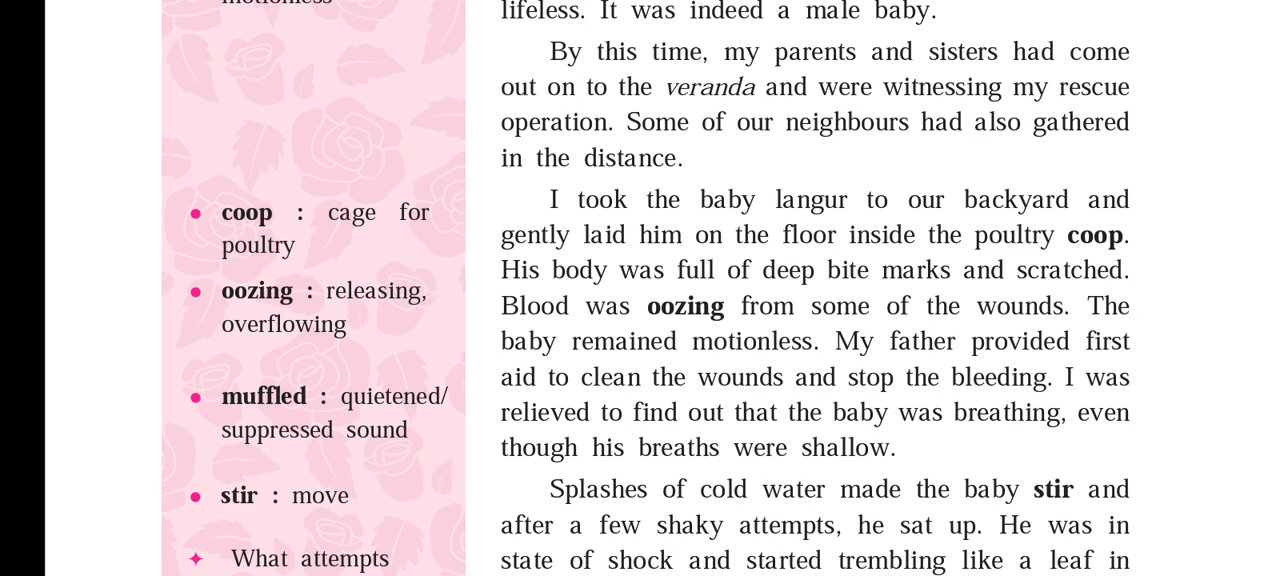 motionless
coop : cage for
poultry
oozing : releasing,
overflowing
muffled : quietened/
suppressed sound
stir : move
What attempts
lifeless. It was indeed a male baby.
By this time, my parents and sisters had come
out on to the veranda and were witnessing my rescue
operation. Some of our neighbours had also gathered
in the distance.
I took the baby langur to our backyard and
gently laid him on the floor inside the poultry coop.
His body was full of deep bite marks and scratched.
Blood was oozing from some of the wounds. The
baby remained motionless. My father provided first
aid to clean the wounds and stop the bleeding. I was
relieved to find out that the baby was breathing, even
though his breaths were shallow.
Splashes of cold water made the baby stir and
after a few shaky attempts, he sat up. He was in
state of shock and started trembling like a leaf in